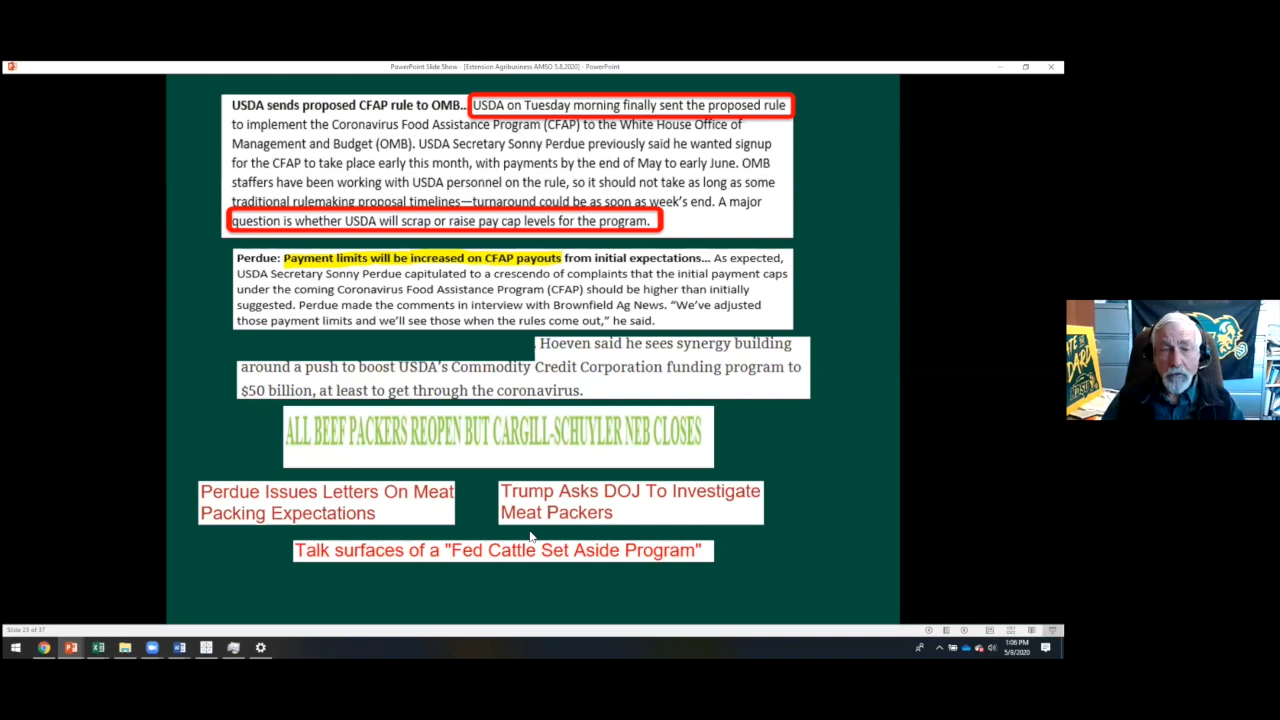 PowerPoint Slide Show - [Extension Agribusiness AMSO 5.8.2020] - PowerPoint
USDA sends proposed CFAP rule to OMB... USDA on Tuesday morning finally sent the proposed rule
to implement the Coronavirus Food Assistance Program (CFAP) to the White House Office of
Management and Budget (OMB). USDA Secretary Sonny Perdue previously said he wanted signup
for the CFAP to take place early this month, with payments by the end of May to early June. OMB
staffers have been working with USDA personnel on the rule, so it should not take as long as some
traditional rulemaking proposal timelines—turnaround could be as soon as week's end. A major
question is whether USDA will scrap or raise pay cap levels for the program.
Perdue: Payment limits will be increased on CFAP payouts from initial expectations... As expected,
USDA Secretary Sonny Perdue capitulated to a crescendo of complaints that the initial payment caps
under the coming Coronavirus Food Assistance Program (CFAP) should be higher than initially
suggested. Perdue made the comments in interview with Brownfield Ag News. "We've adjusted
those payment limits and we'll see those when the rules come out," he said.
Hoeven said he sees synergy building
around a push to boost USDA's Commodity Credit Corporation funding program to
$50 billion, at least to get through the coronavirus.
ALL BEEF PACKERS REOPEN BUT CARGILL-SCHUYLER NEB CLOSES
Perdue Issues Letters On Meat
Packing Expectations
Trump Asks DOJ To Investigate
Meat Packers
Talk surfaces of a "Fed Cattle Set Aside Program"
Slide 23 of 37
1:06 PM
5/8/2020